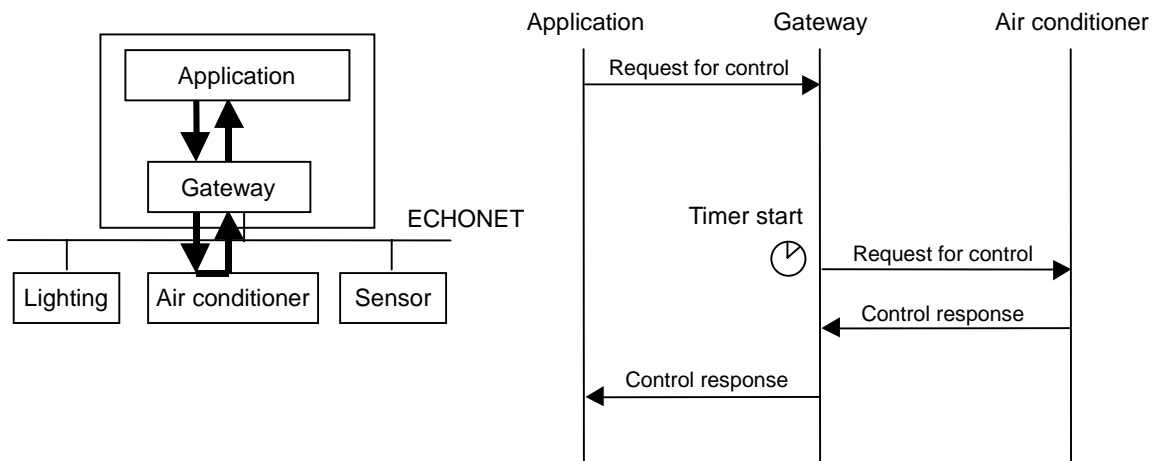 Application
Gateway
ECHONET
Lighting
Air conditioner
Sensor
Application
Gateway
Air conditioner
Request for control
Timer start
Request for control
Control response
Control response